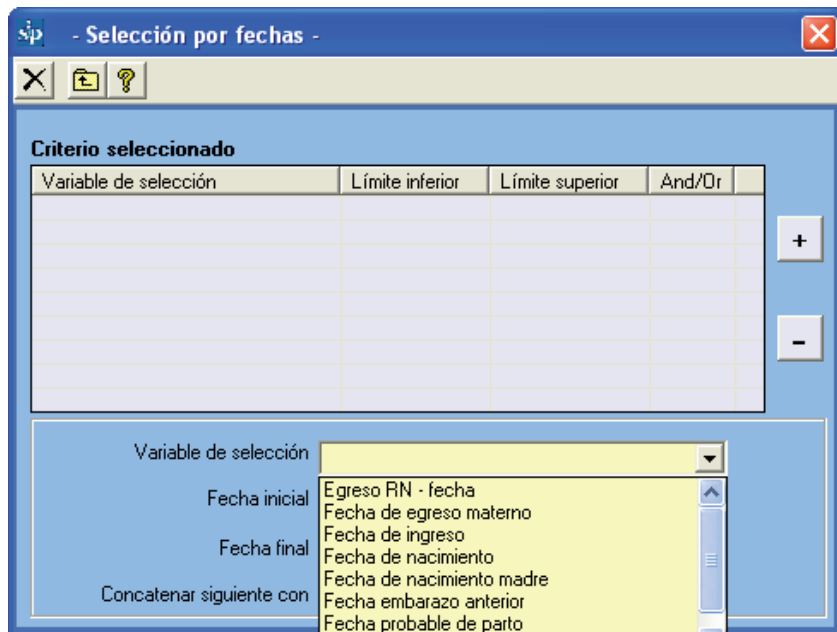 sip - Selección por fechas -
?
Criterio seleccionado
Variable de selección Límite inferior Límite superior And/Or
+
-
Variable de selección
Fecha inicial
Fecha final
Concatenar siguiente con
Egreso RN - fecha
Fecha de egreso materno
Fecha de ingreso
Fecha de nacimiento
Fecha de nacimiento madre
Fecha embarazo anterior
Fecha probable de parto